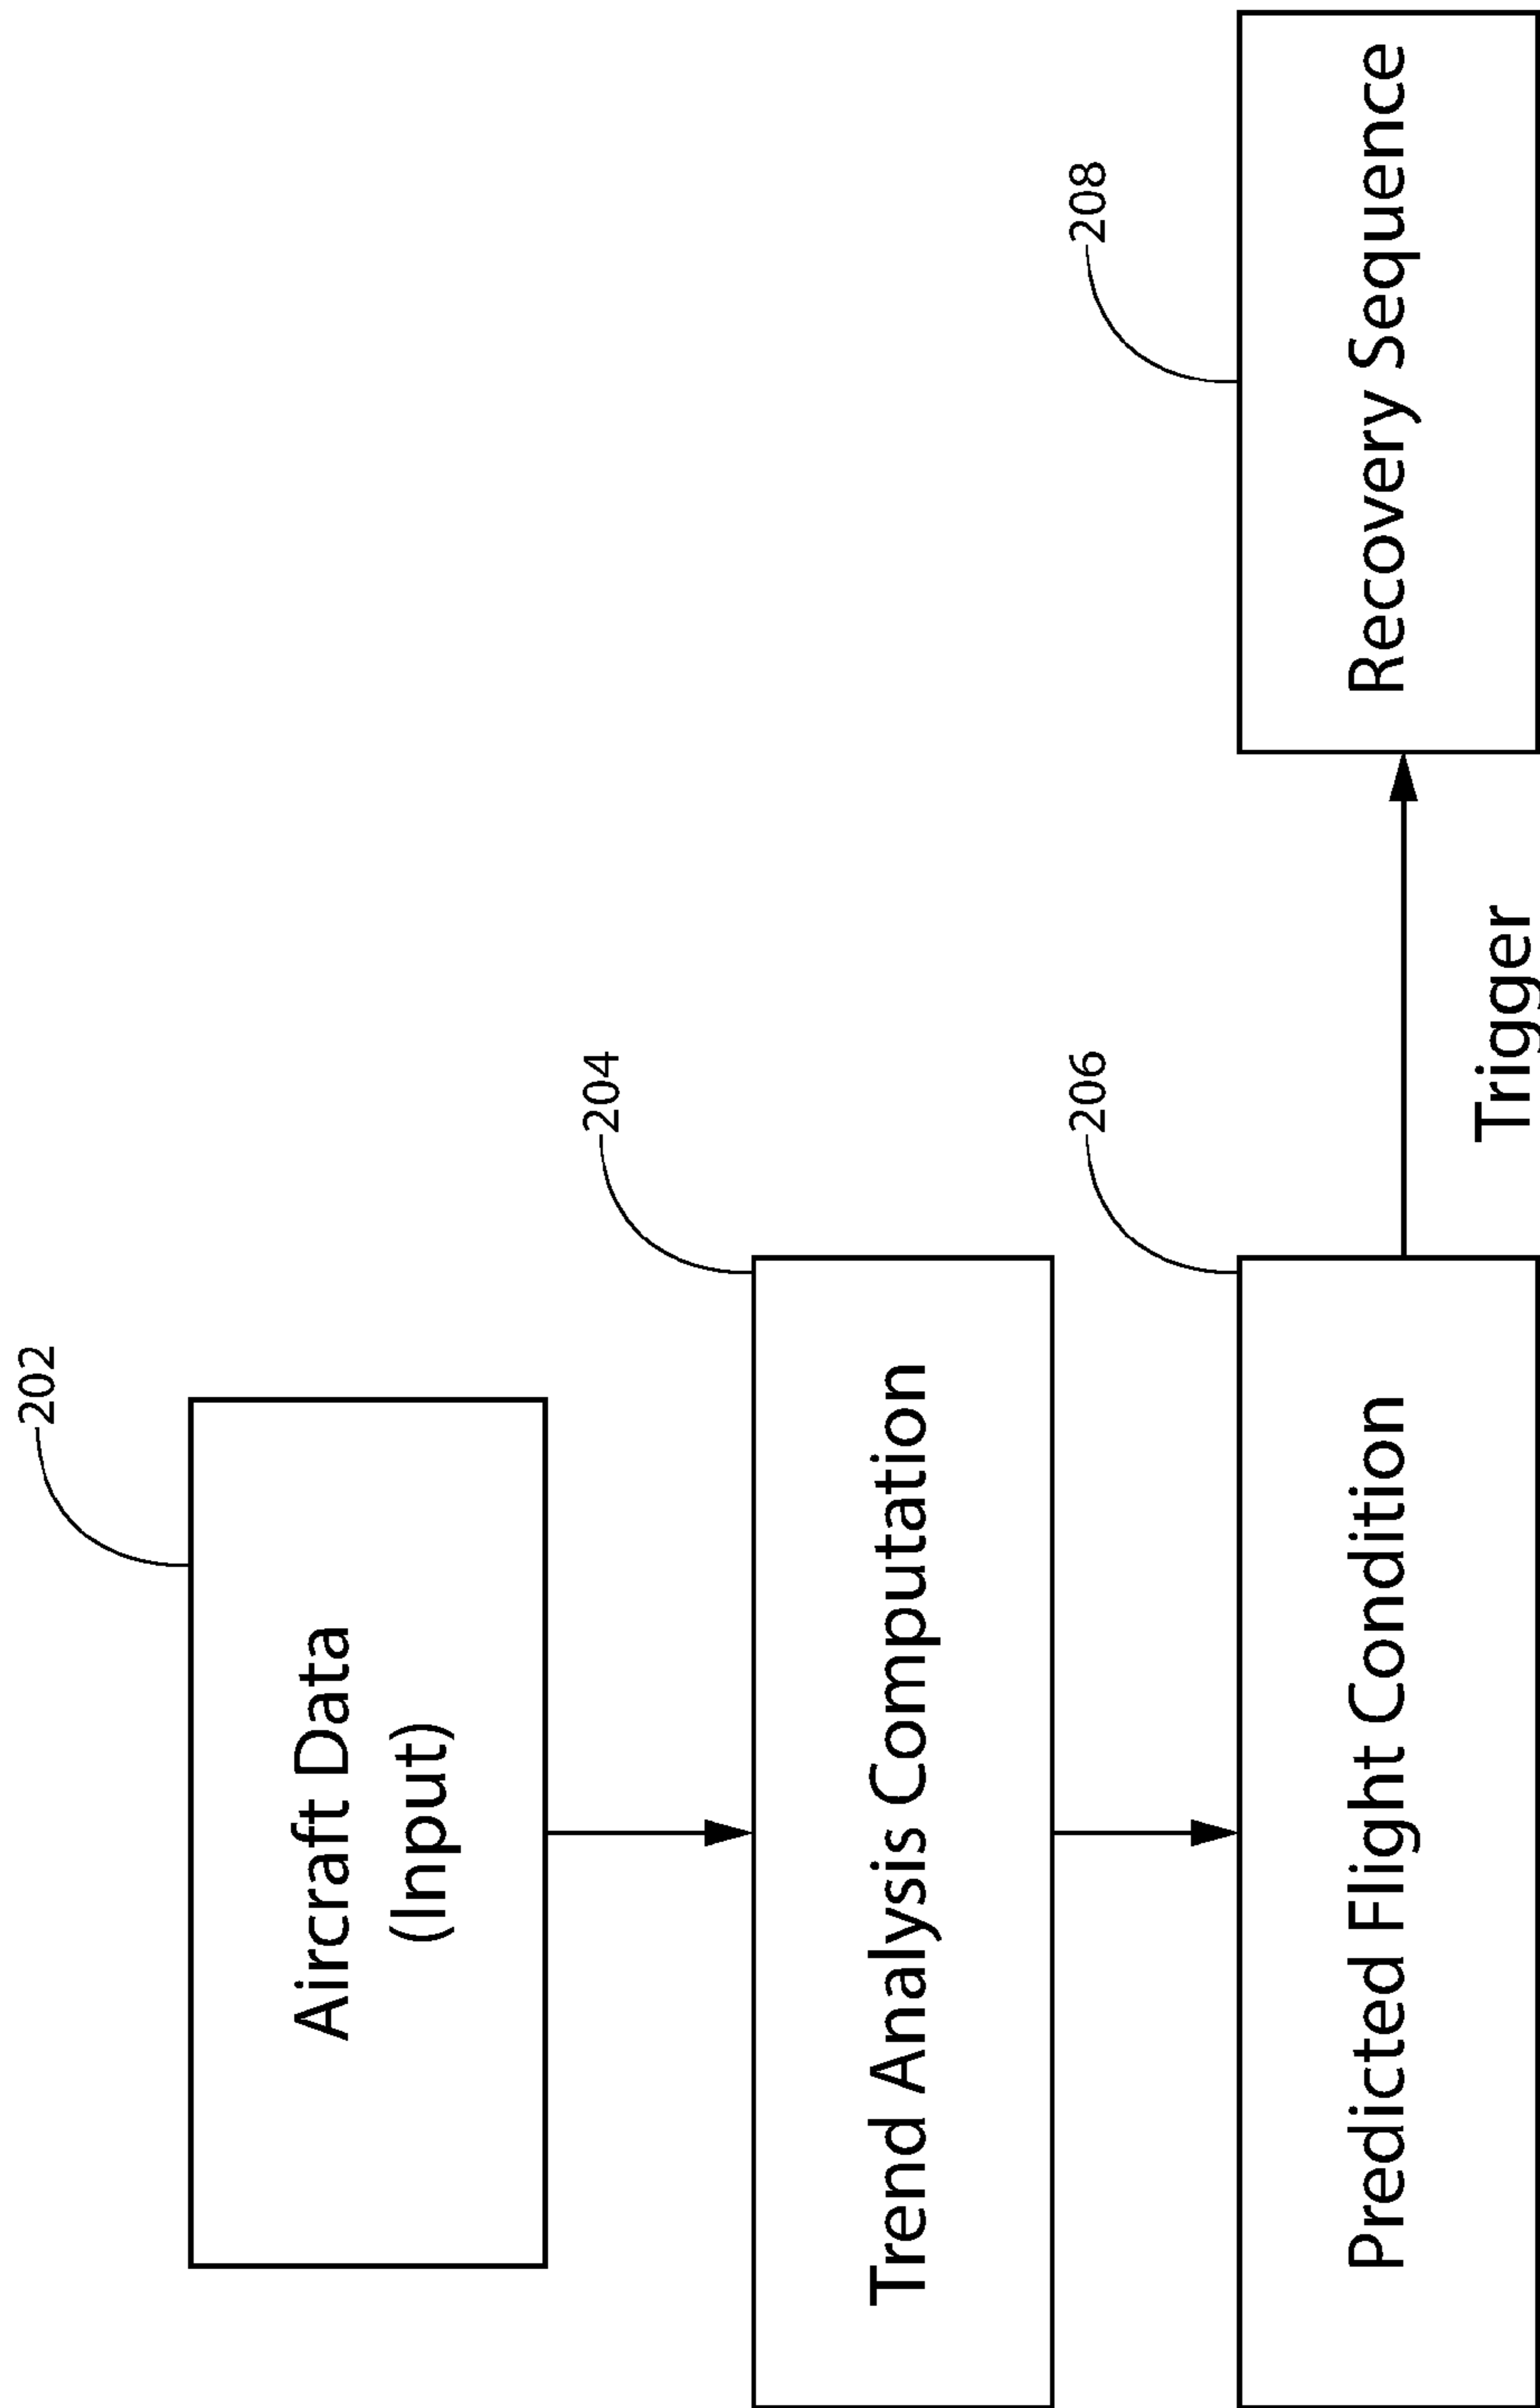 202
Aircraft Data
(Input)
204
Trend Analysis Computation
206
Predicted Flight Condition
Trigger
208
Recovery Sequence